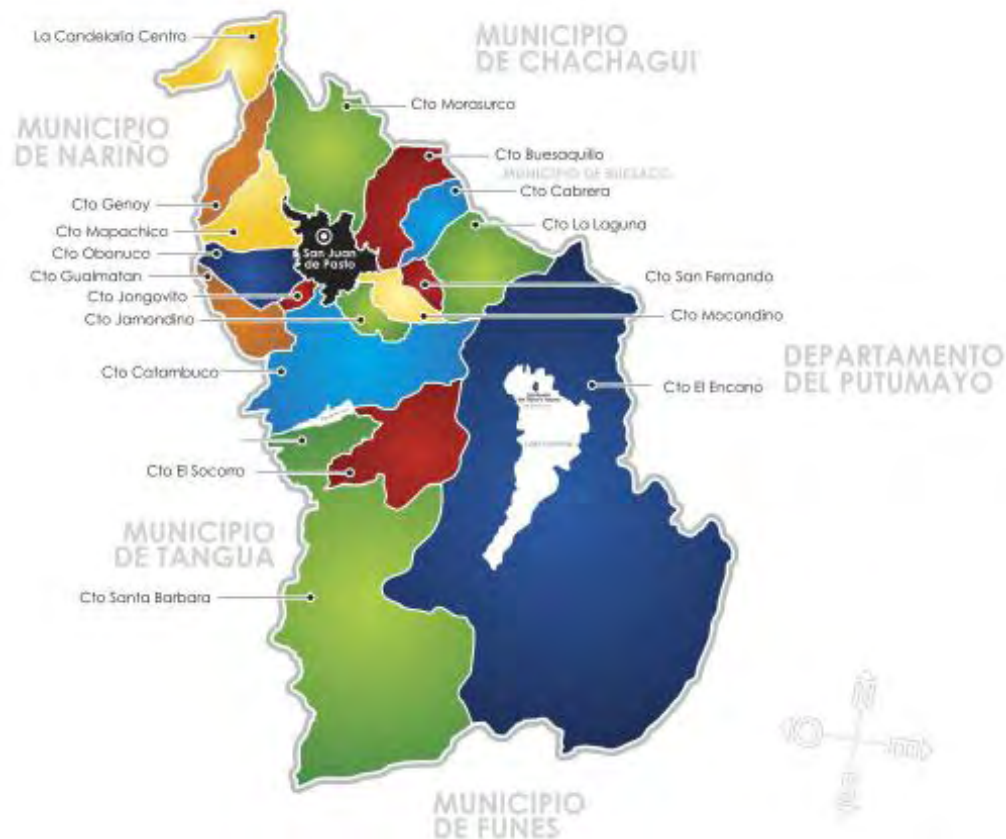 La Candelaria Centro
MUNICIPIO
DE CHACHAGUI
Cto Morasurco
MUNICIPIO
DE NARIÑO
Cto Buesaquillo
MUNICIPIO DE BUESACO
Cto Cabrera
Cto Genoy
Cto La Laguna
Cto Mapachico
Cto Obonuco
San Juan
de Pasto
Cto Gualmatan
Cto San Fernando
Cto Jongovito
Cto Jamondino
Cto Mocondino
DEPARTAMENTO
DEL PUTUMAYO
Cto Catambuco
Cto El Encano
Cto El Socorro
MUNICIPIO
DE TANGUA
Cto Santa Barbara
N
O
E
S
MUNICIPIO
DE FUNES